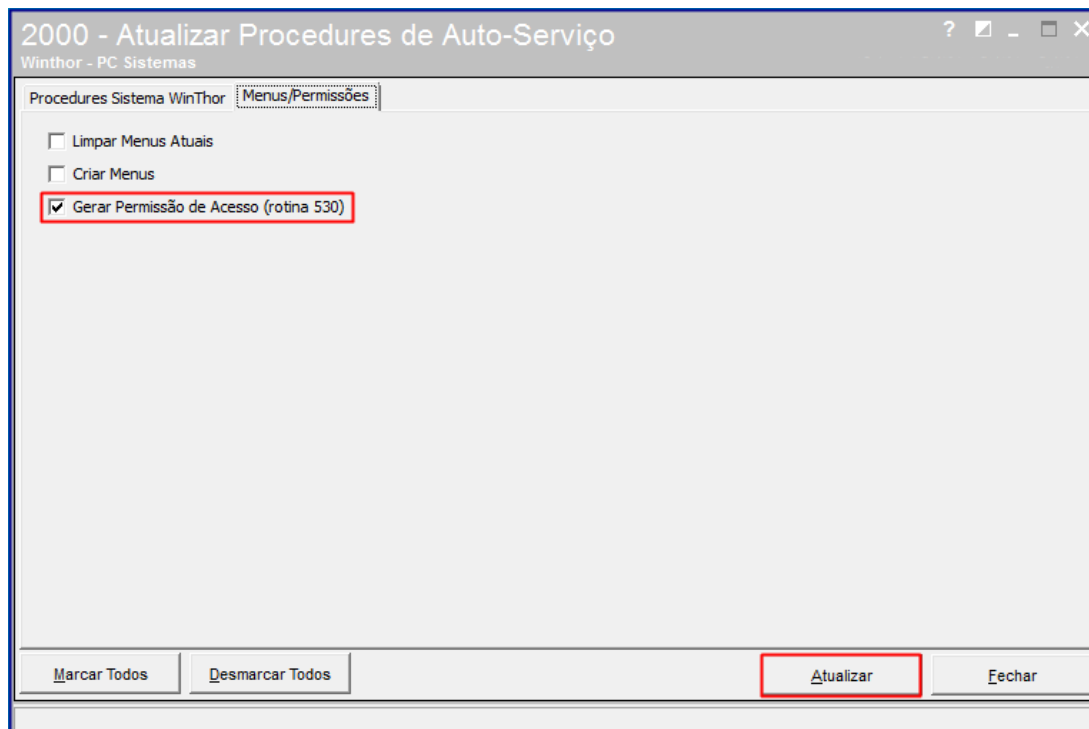 2000 - Atualizar Procedures de Auto-Serviço
Winthor - PC Sistemas
Procedures Sistema WinThor Menus/Permissões
Limpar Menus Atuais
Criar Menus
Gerar Permissão de Acesso (rotina 530)
Marcar Todos Desmarcar Todos Atualizar Fechar